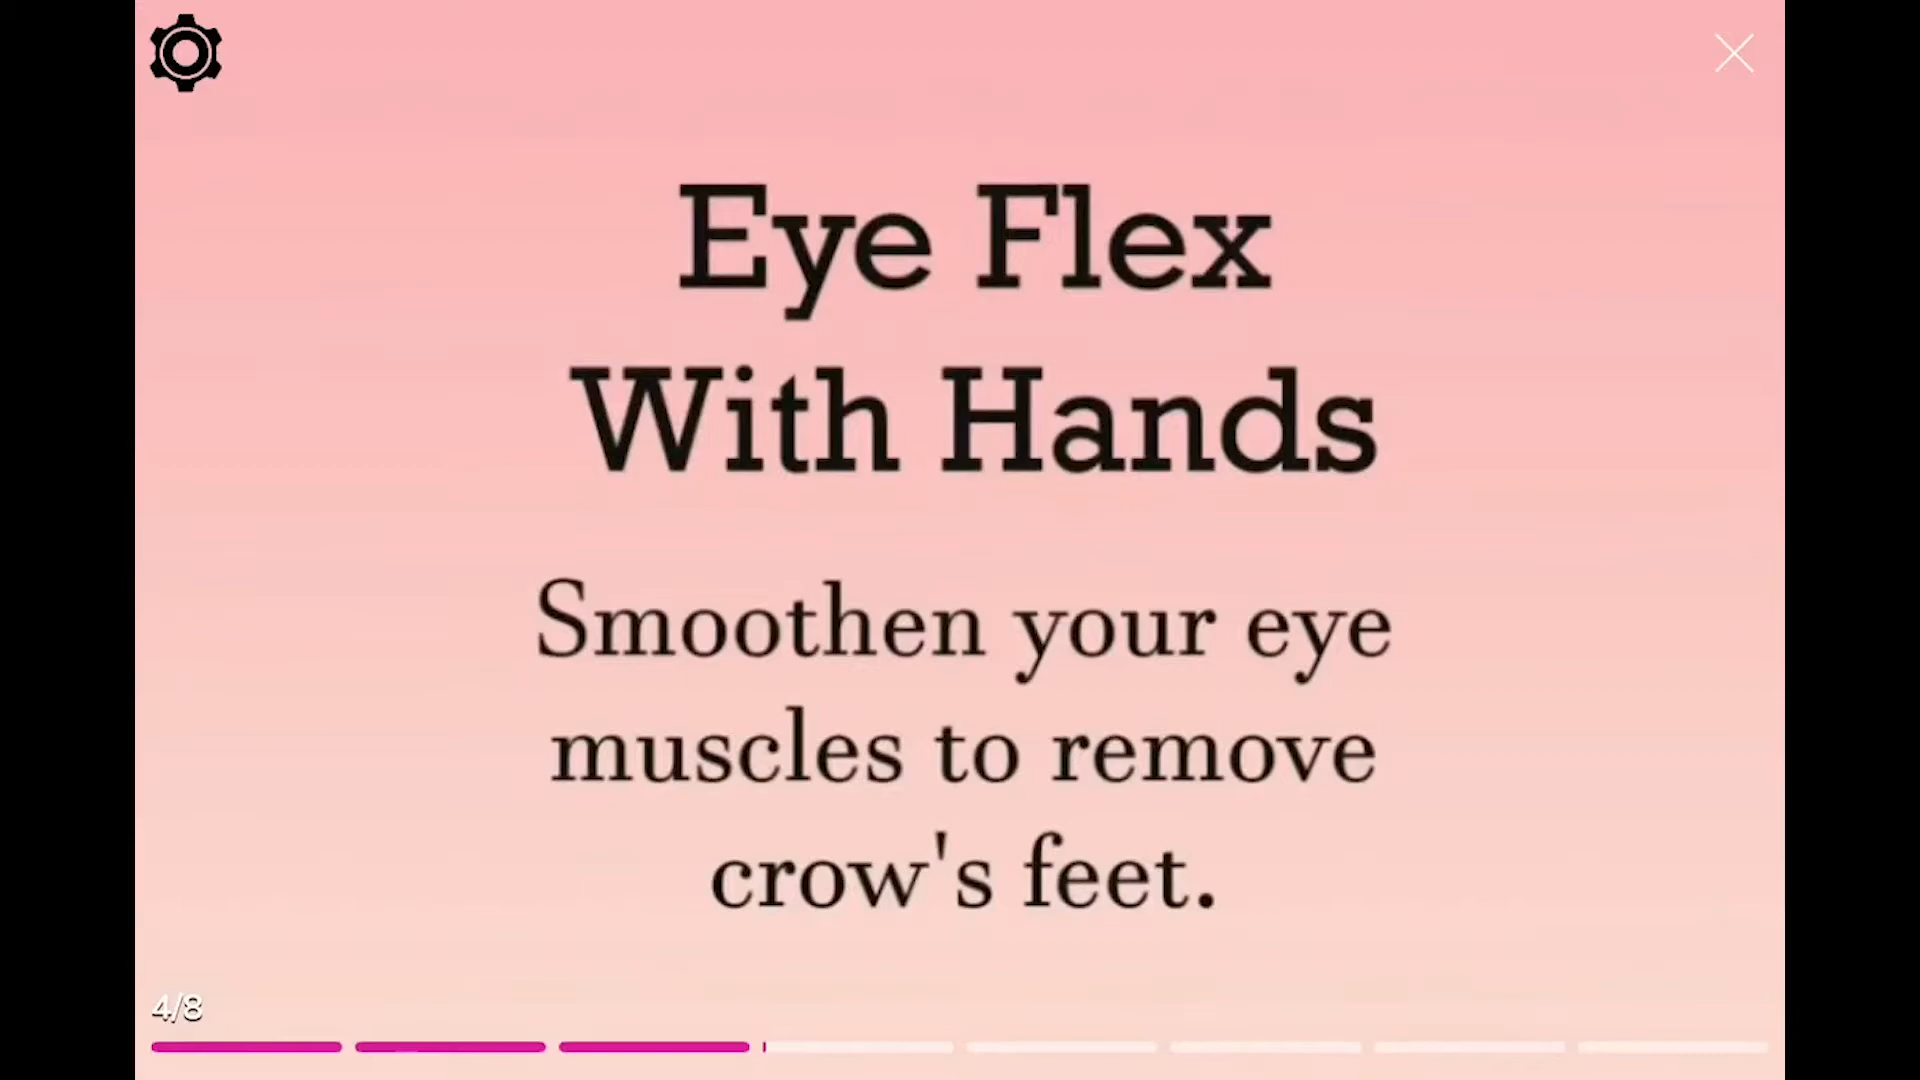 Eye Flex
With Hands
Smoothen your eye
muscles to remove
crow's feet.
4/8